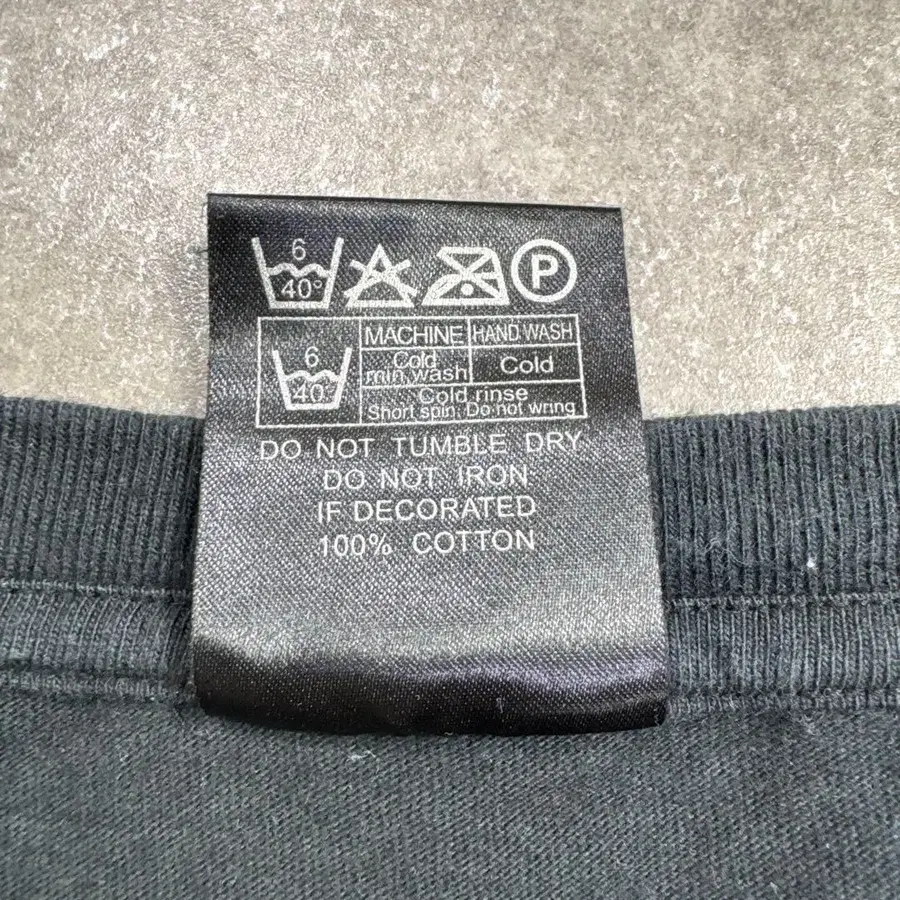 6
40° P
6 MACHINE HAND WASH
40° Cold min.wash Cold
Cold rinse
Short spin. Do not wring
DO NOT TUMBLE DRY
DO NOT IRON
IF DECORATED
100% COTTON